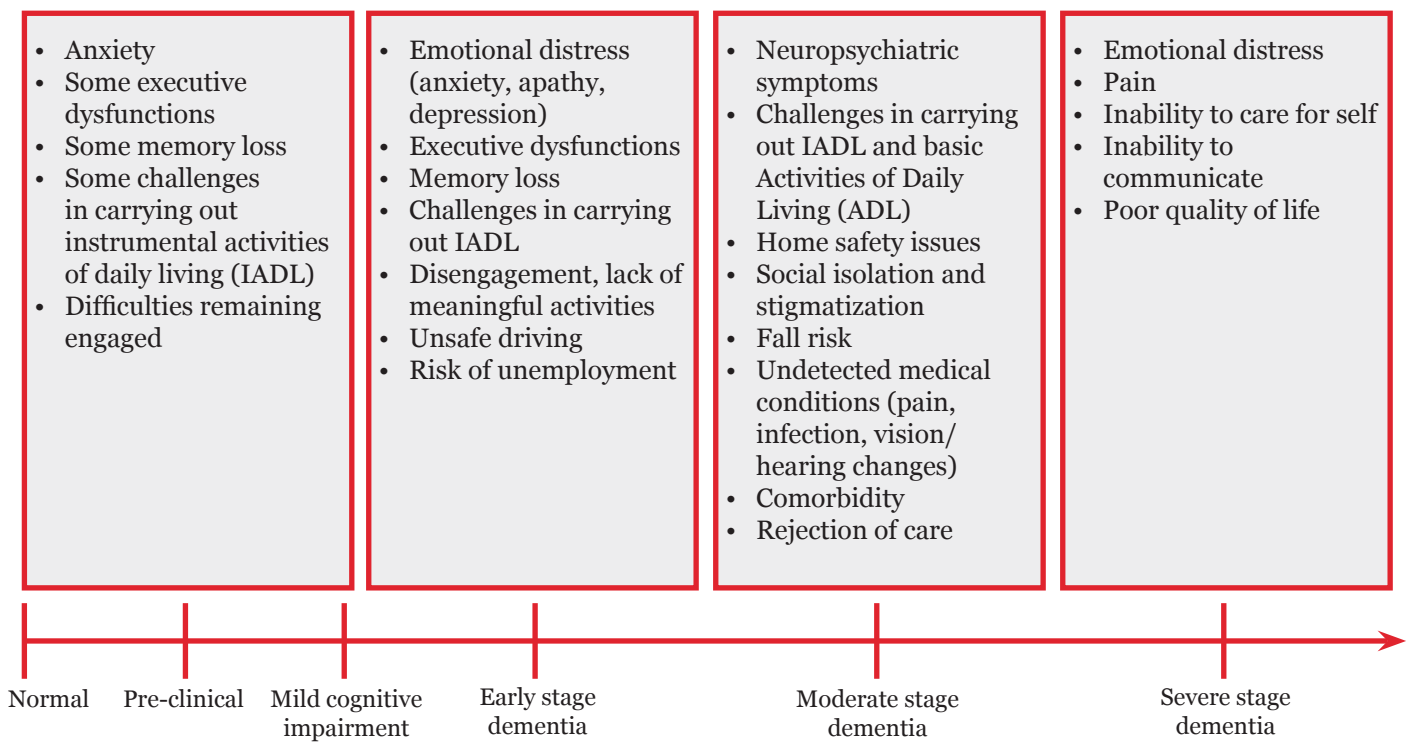 • Anxiety
• Some executive
dysfunctions
• Some memory loss
• Some challenges
in carrying out
instrumental activities
of daily living (IADL)
• Difficulties remaining
engaged
• Emotional distress
(anxiety, apathy,
depression)
• Executive dysfunctions
• Memory loss
• Challenges in carrying
out IADL
• Disengagement, lack of
meaningful activities
• Unsafe driving
• Risk of unemployment
• Neuropsychiatric
symptoms
• Challenges in carrying
out IADL and basic
Activities of Daily
Living (ADL)
• Home safety issues
• Social isolation and
stigmatization
• Fall risk
• Undetected medical
conditions (pain,
infection, vision/
hearing changes)
• Comorbidity
• Rejection of care
• Emotional distress
• Pain
• Inability to care for self
• Inability to
communicate
• Poor quality of life
Normal
Pre-clinical
Mild cognitive
impairment
Early stage
dementia
Moderate stage
dementia
Severe stage
dementia